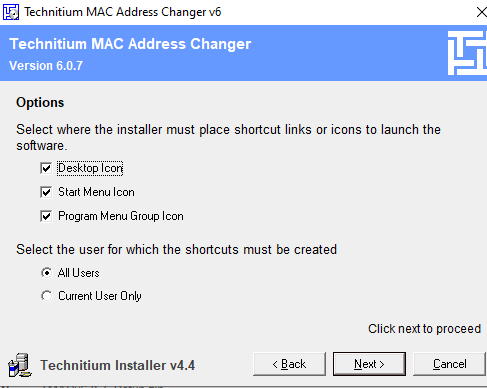 Technitium MAC Address Changer v6
Technitium MAC Address Changer
Version 6.0.7
Options
Select where the installer must place shortcut links or icons to launch the
software.
Desktop Icon
Start Menu Icon
Program Menu Group Icon
Select the user for which the shortcuts must be created
All Users
Current User Only
Click next to proceed
Technitium Installer v4.4
< Back
Next >
Cancel